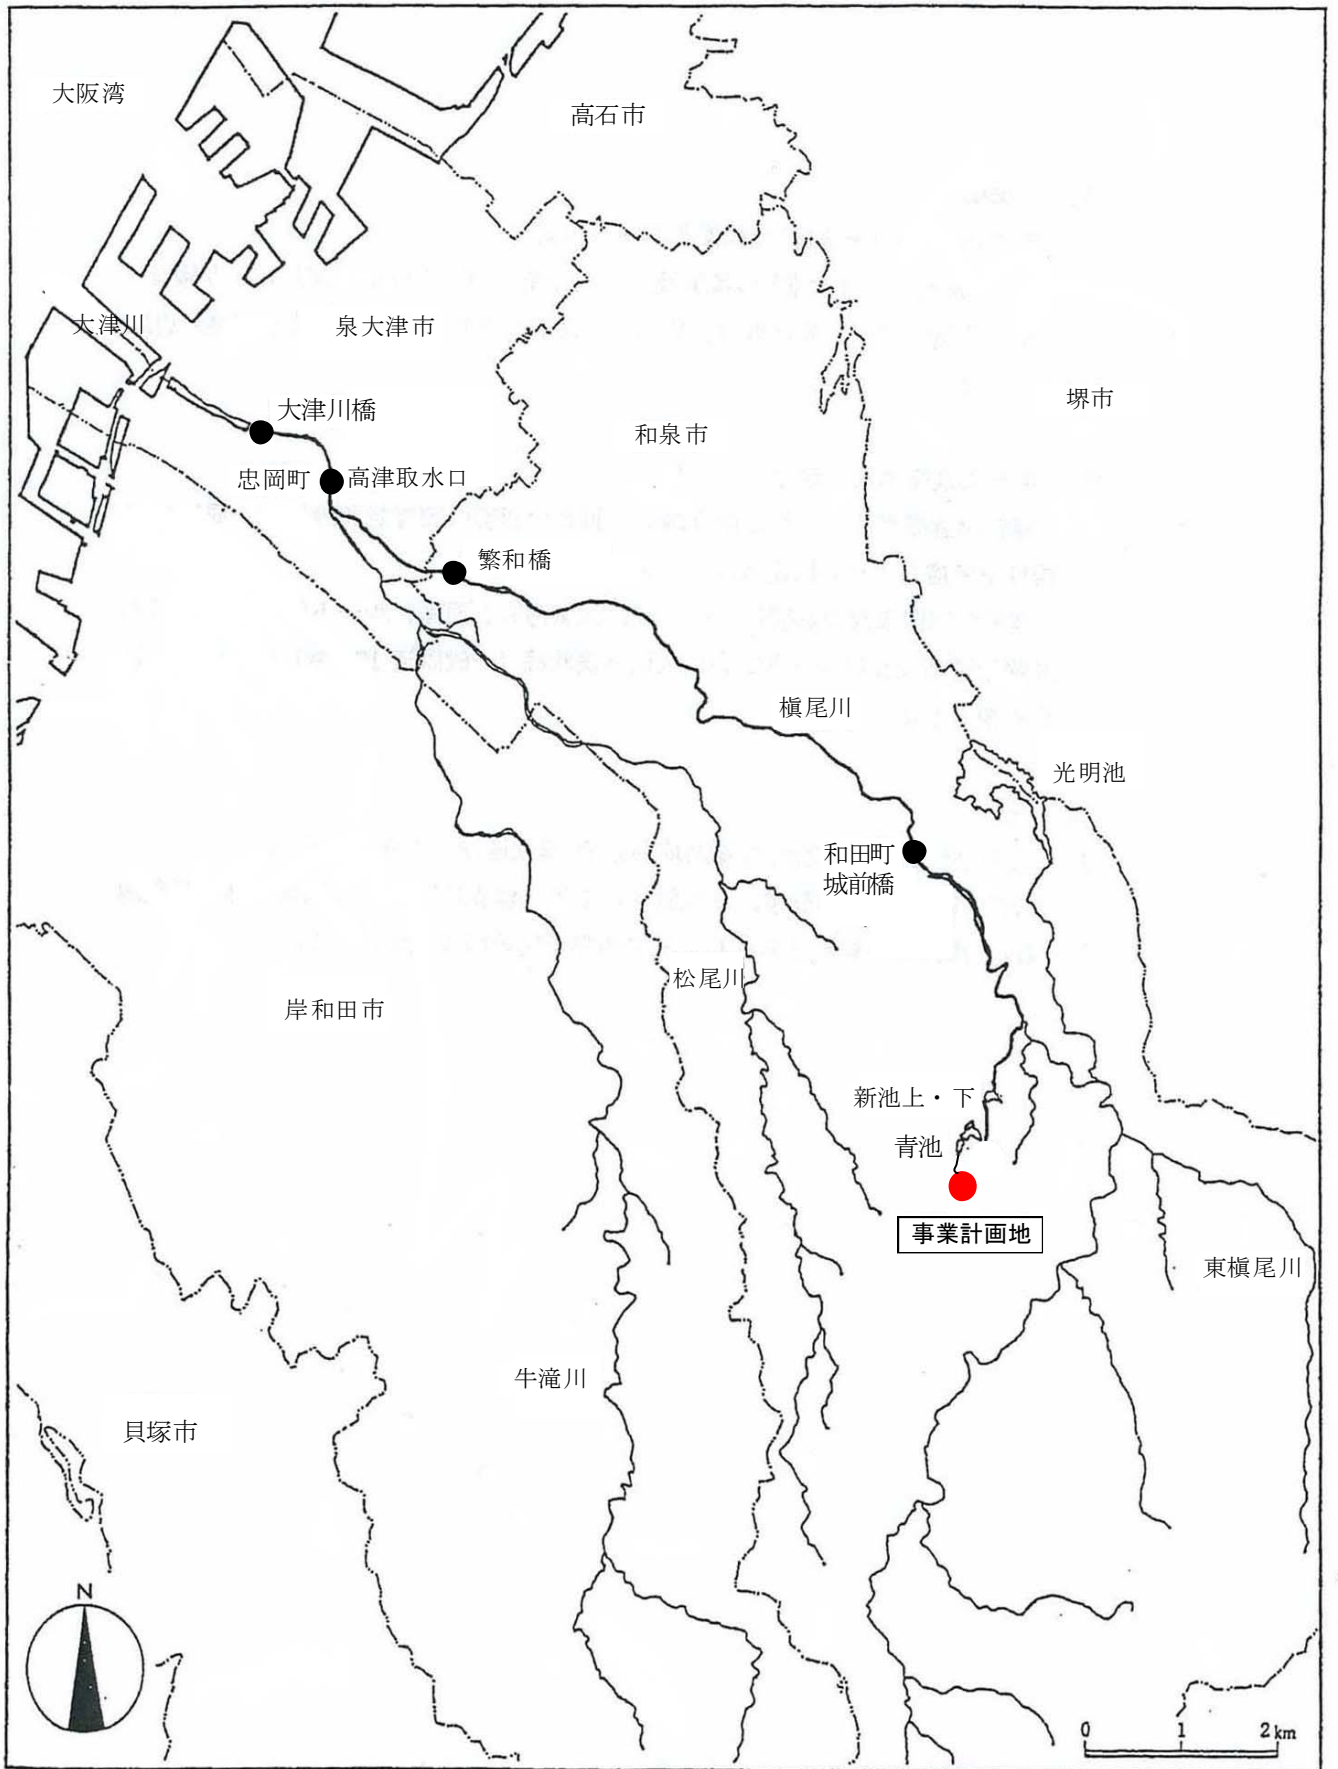 大阪湾
高石市
大津川
泉大津市
堺市
大津川橋
和泉市
忠岡町
高津取水口
繁和橋
槇尾川
光明池
和田町
城前橋
松尾川
岸和田市
新池上・下
青池
事業計画地
東槇尾川
牛滝川
貝塚市
N
0 1 2km